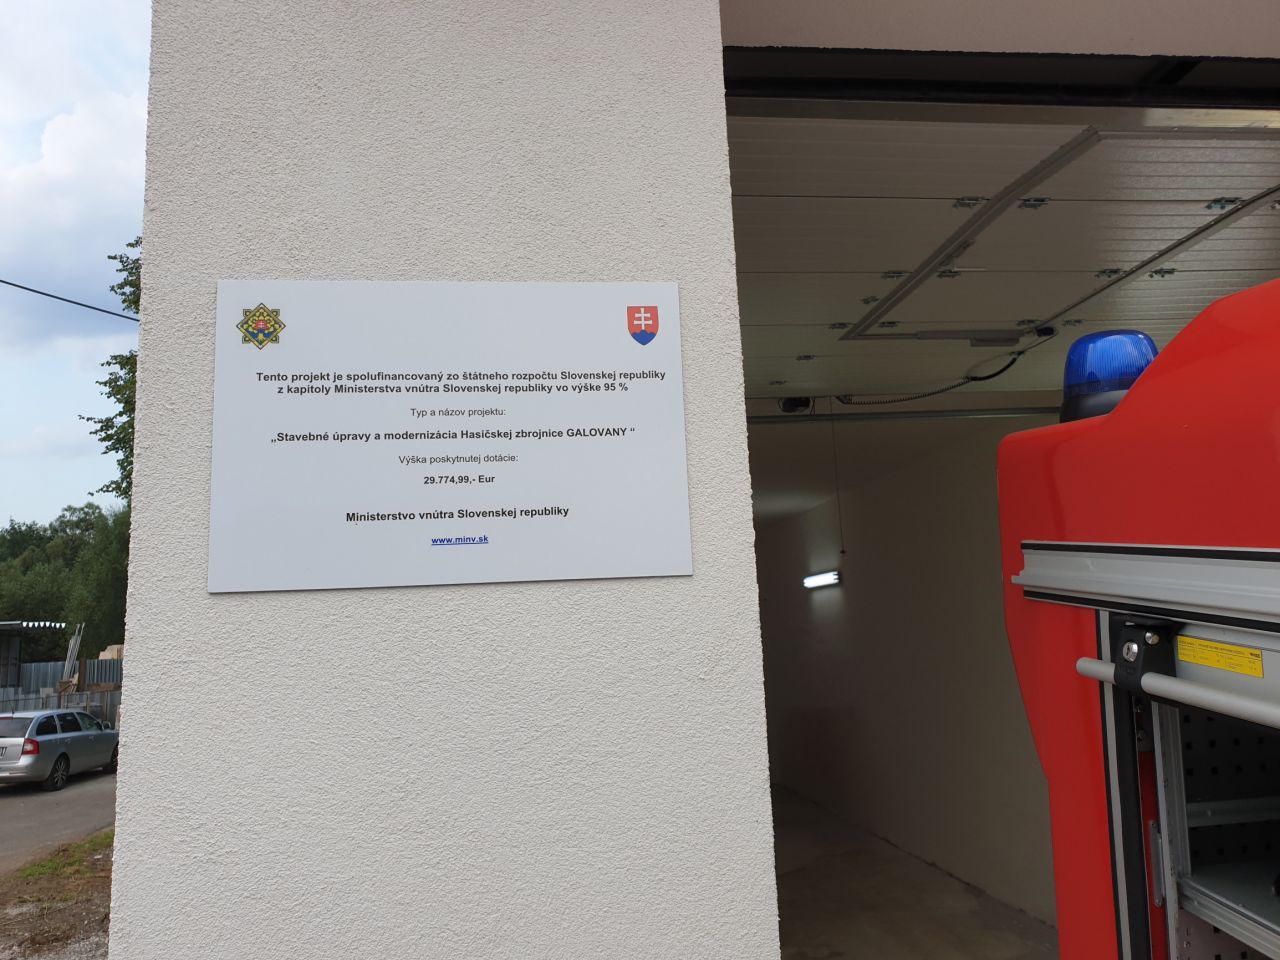 Tento projekt je spolufinancovaný zo štátneho rozpočtu Slovenskej republiky
z kapitoly Ministerstva vnútra Slovenskej republiky vo výške 95 %
Typ a názov projektu:
„Stavebné úpravy a modernizácia Hasičskej zbrojnice GALOVANY “
Výška poskytnutej dotácie:
29.774,99,- Eur
Ministerstvo vnútra Slovenskej republiky
www.minv.sk